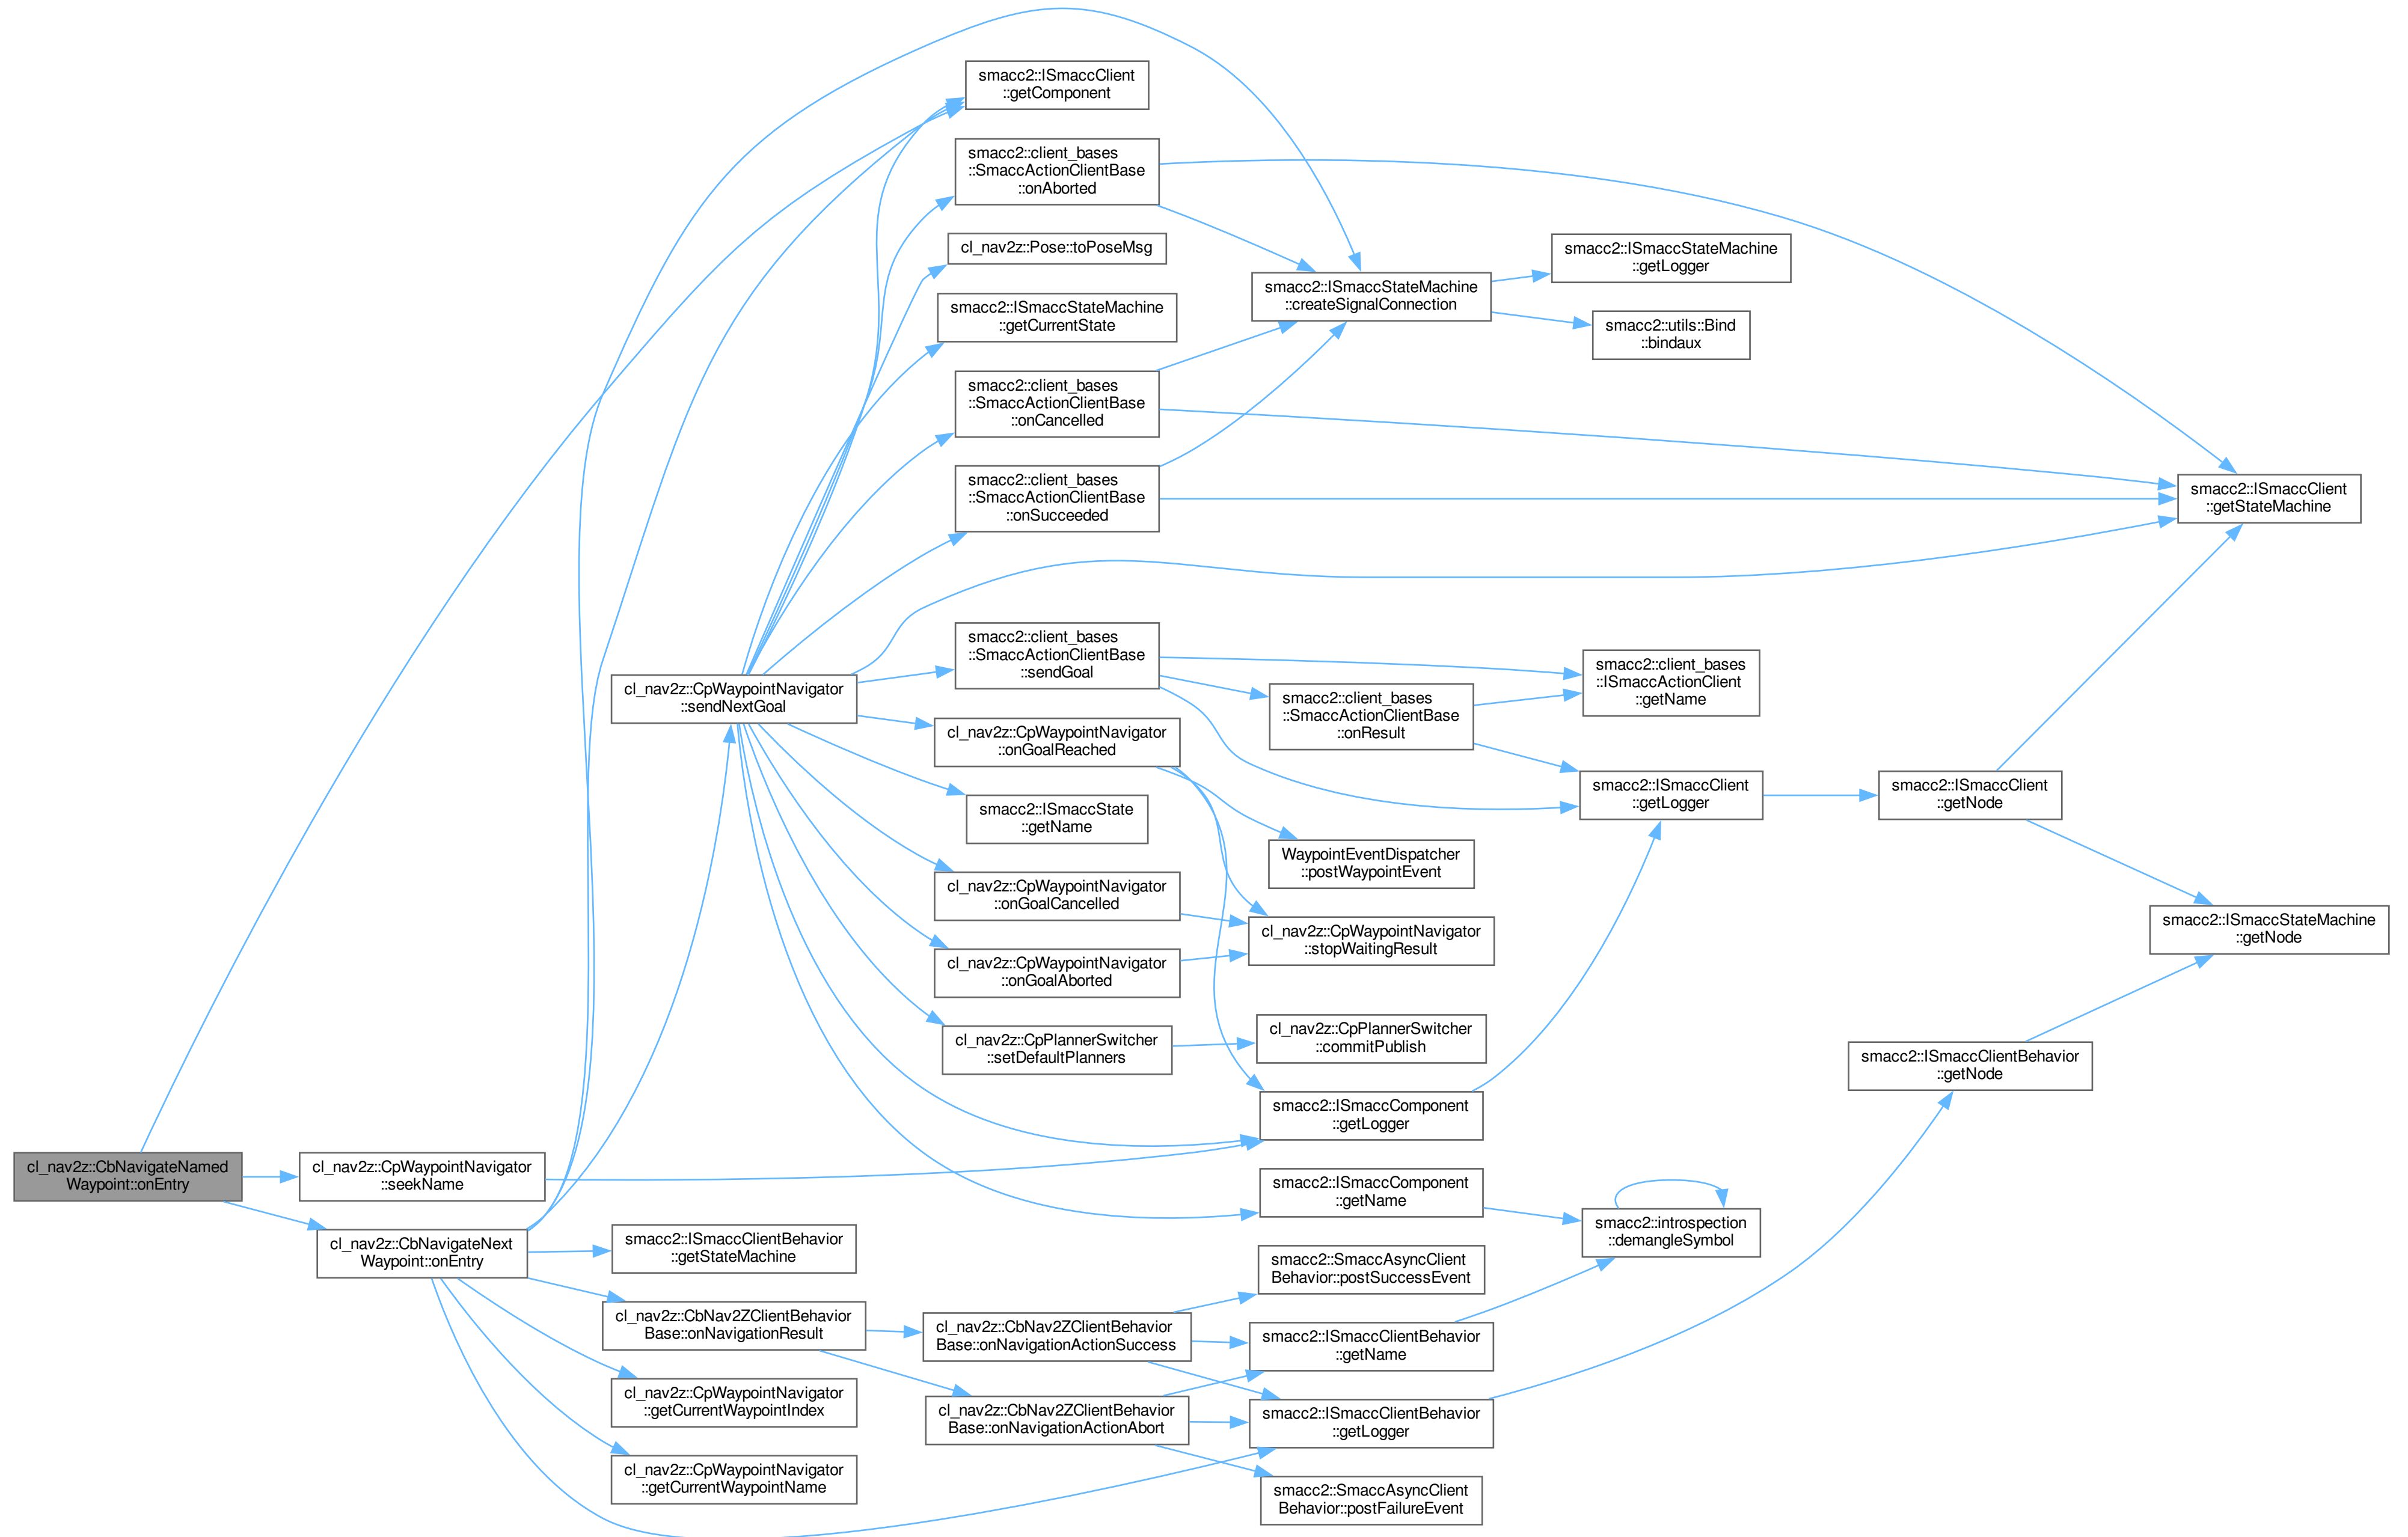 smacc2::ISmaccClient
::getComponent
smacc2::client_bases
::SmaccActionClientBase
::onAborted
cl_nav2z::Pose::toPoseMsg
smacc2::ISmaccStateMachine
::getLogger
smacc2::ISmaccStateMachine
::createSignalConnection
smacc2::ISmaccStateMachine
::getCurrentState
smacc2::utils::Bind
::bindaux
smacc2::client_bases
::SmaccActionClientBase
::onCancelled
smacc2::client_bases
::SmaccActionClientBase
::onSucceeded
smacc2::ISmaccClient
::getStateMachine
smacc2::client_bases
::SmaccActionClientBase
::sendGoal
smacc2::client_bases
::ISmaccActionClient
::getName
cl_nav2z::CpWaypointNavigator
::sendNextGoal
smacc2::client_bases
::SmaccActionClientBase
::onResult
cl_nav2z::CpWaypointNavigator
::onGoalReached
smacc2::ISmaccClient
::getLogger
smacc2::ISmaccClient
::getNode
smacc2::ISmaccState
::getName
WaypointEventDispatcher
::postWaypointEvent
cl_nav2z::CpWaypointNavigator
::onGoalCancelled
cl_nav2z::CpWaypointNavigator
::stopWaitingResult
smacc2::ISmaccStateMachine
::getNode
cl_nav2z::CpWaypointNavigator
::onGoalAborted
cl_nav2z::CpPlannerSwitcher
::setDefaultPlanners
cl_nav2z::CpPlannerSwitcher
::commitPublish
smacc2::ISmaccClientBehavior
::getNode
smacc2::ISmaccComponent
::getLogger
cl_nav2z::CbNavigateNamed
Waypoint::onEntry
cl_nav2z::CpWaypointNavigator
::seekName
smacc2::ISmaccComponent
::getName
smacc2::introspection
::demangleSymbol
cl_nav2z::CbNavigateNext
Waypoint::onEntry
smacc2::ISmaccClientBehavior
::getStateMachine
smacc2::SmaccAsyncClient
Behavior::postSuccessEvent
cl_nav2z::CbNav2ZClientBehavior
Base::onNavigationResult
cl_nav2z::CbNav2ZClientBehavior
Base::onNavigationActionSuccess
smacc2::ISmaccClientBehavior
::getName
cl_nav2z::CpWaypointNavigator
::getCurrentWaypointIndex
cl_nav2z::CbNav2ZClientBehavior
Base::onNavigationActionAbort
smacc2::ISmaccClientBehavior
::getLogger
cl_nav2z::CpWaypointNavigator
::getCurrentWaypointName
smacc2::SmaccAsyncClient
Behavior::postFailureEvent